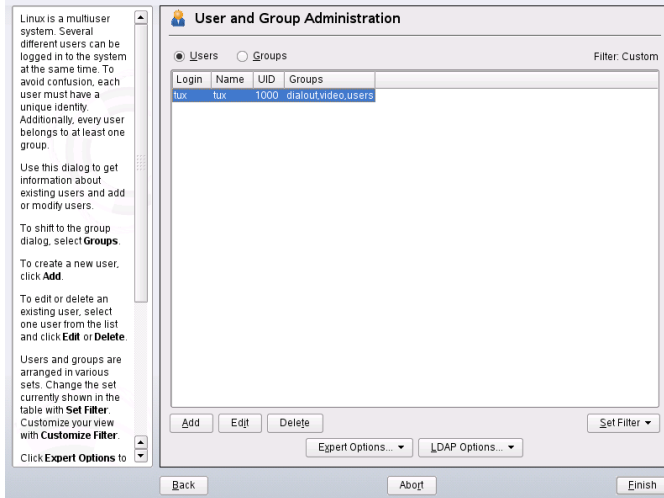 Linux is a multiuser
system. Several
different users can be
logged in to the system
at the same time. To
avoid confusion, each
user must have a
unique identity.
Additionally, every user
belongs to at least one
group.
Use this dialog to get
information about
existing users and add
or modify users.
To shift to the group
dialog, select Groups.
To create a new user,
click Add.
To edit or delete an
existing user, select
one user from the list
and click Edit or Delete.
Users and groups are
arranged in various
sets. Change the set
currently shown in the
table with Set Filter.
Customize your view
with Customize Filter.
Click Expert Options to
User and Group Administration
Users Groups Filter: Custom
Login Name UID Groups
tux tux 1000 dialout,video,users
Add Edit Delete Set Filter
Expert Options... LDAP Options...
Back Abort Finish